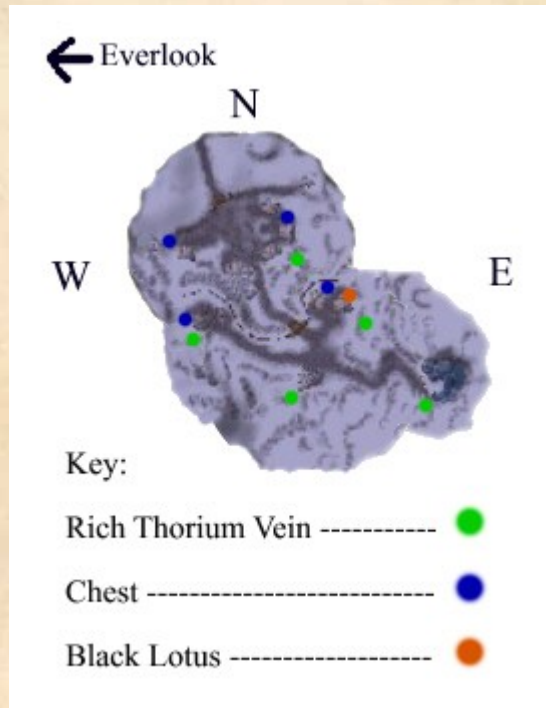 Everlook
N
W
E
Key:
Rich Thorium Vein -----------
Chest --------------------------
Black Lotus ------------------